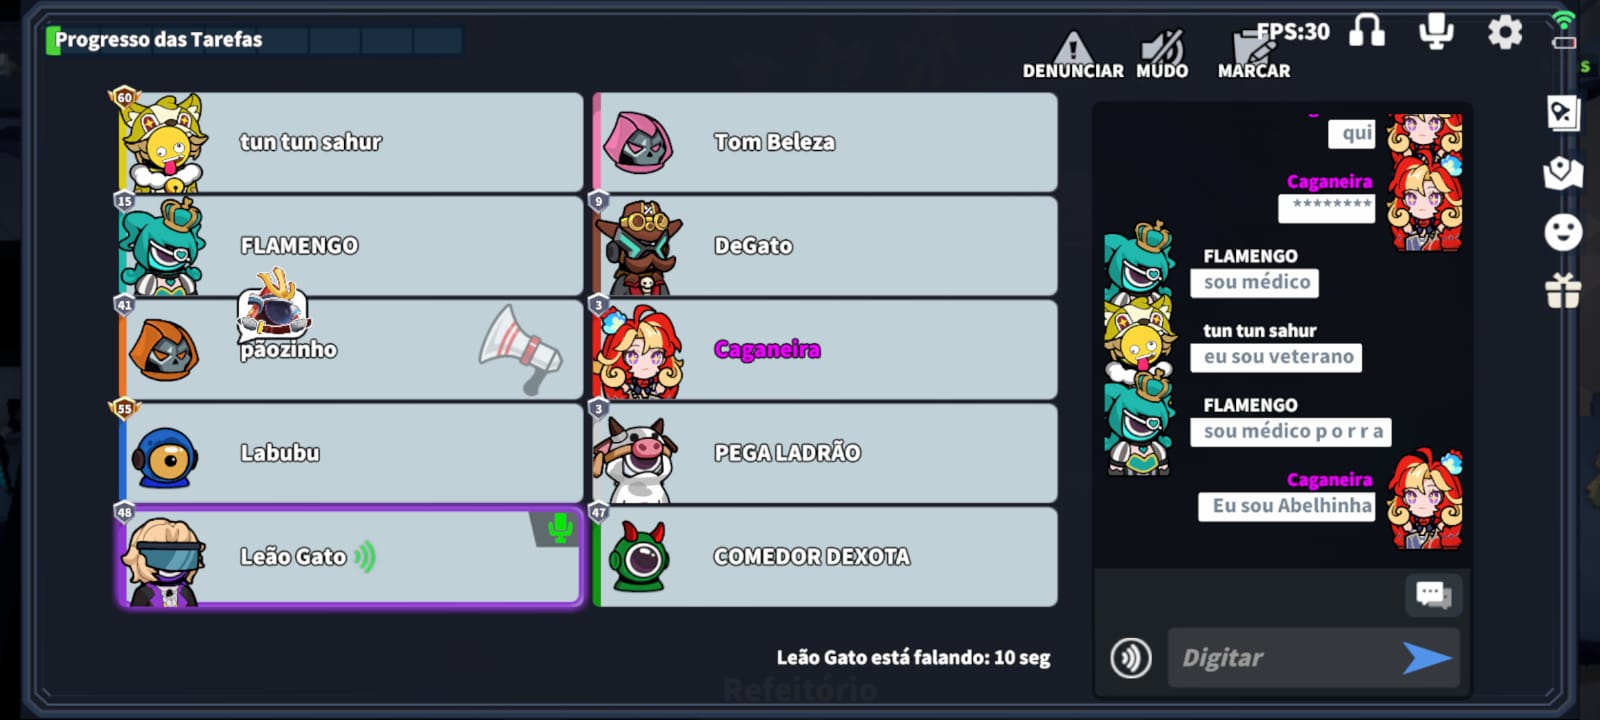 Progresso das Tarefas
FPS:30
DENUNCIAR
MUDO
MARCAR
60
tun tun sahur
Tom Beleza
15
FLAMENGO
9
DeGato
41
pãozinho
3
Caganeira
55
Labubu
3
PEGA LADRÃO
48
Leão Gato
47
COMEDOR DEXOTA
Leão Gato está falando: 10 seg
Refeitório
qui
Caganeira
********
FLAMENGO
sou médico
tun tun sahur
eu sou veterano
FLAMENGO
sou médico p o r r a
Caganeira
Eu sou Abelhinha
Digitar
s